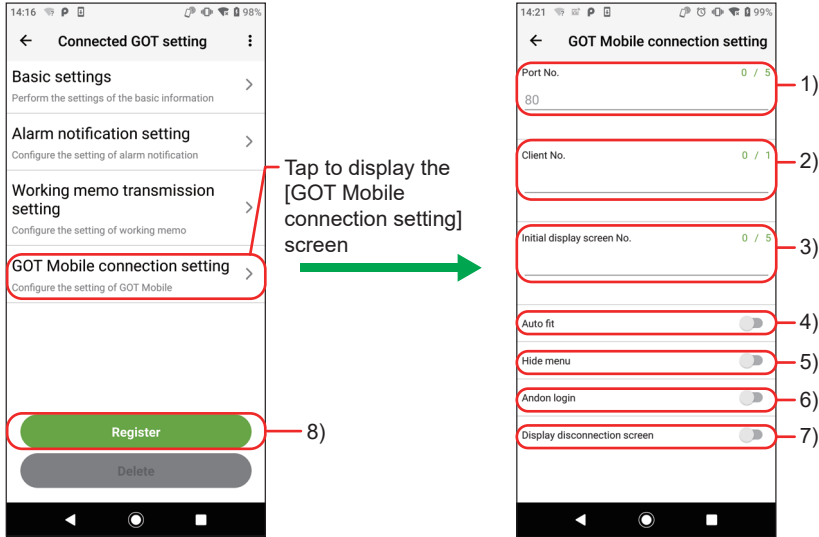 14:16
98%
Connected GOT setting
Basic settings
Perform the settings of the basic information
Alarm notification setting
Configure the setting of alarm notification
Working memo transmission
setting
Configure the setting of working memo
GOT Mobile connection setting
Configure the setting of GOT Mobile
Register
Delete
8)
Tap to display the
[GOT Mobile
connection setting]
screen
14:21
99%
GOT Mobile connection setting
Port No. 0 / 5
80
1)
Client No. 0 / 1
2)
Initial display screen No. 0 / 5
3)
Auto fit
4)
Hide menu
5)
Andon login
6)
Display disconnection screen
7)